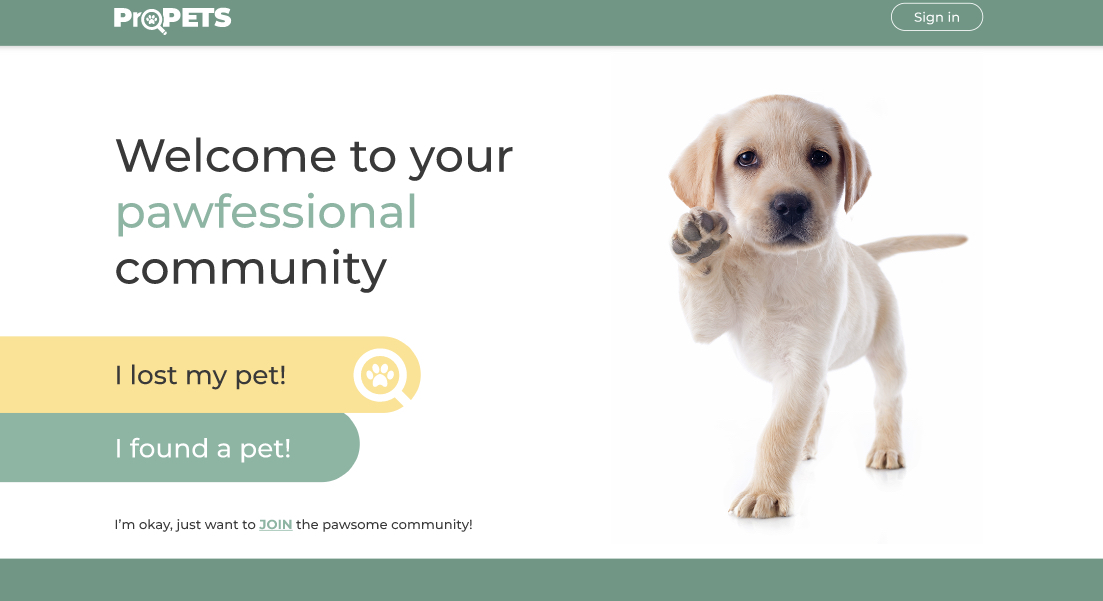 ProPETS
Sign in
Welcome to your
pawfessional
community
I lost my pet!
I found a pet!
I’m okay, just want to JOIN the pawsome community!